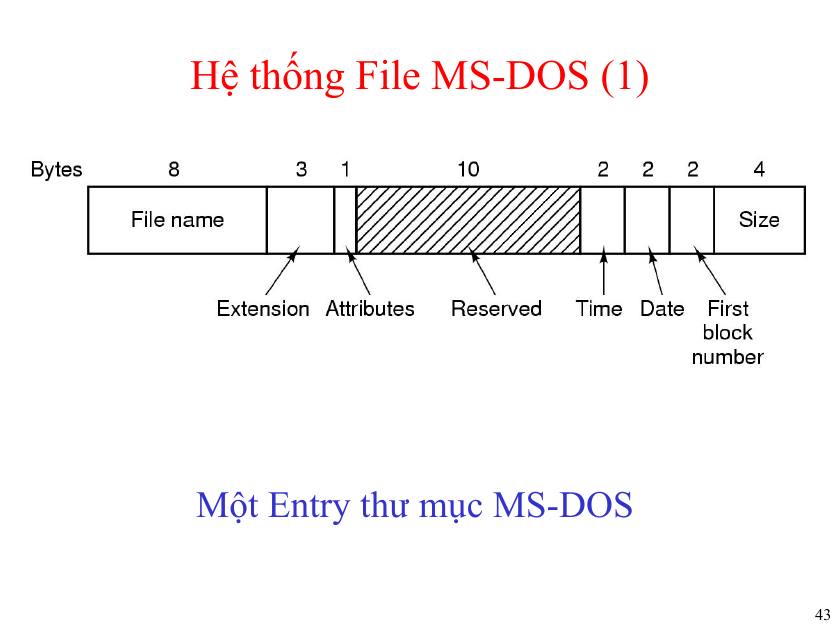 Hệ thống File MS-DOS (1)
Bytes 8 3 1 10 2 2 2 4
File name Size
Extension Attributes Reserved Time Date First
block
number
Một Entry thư mục MS-DOS
43